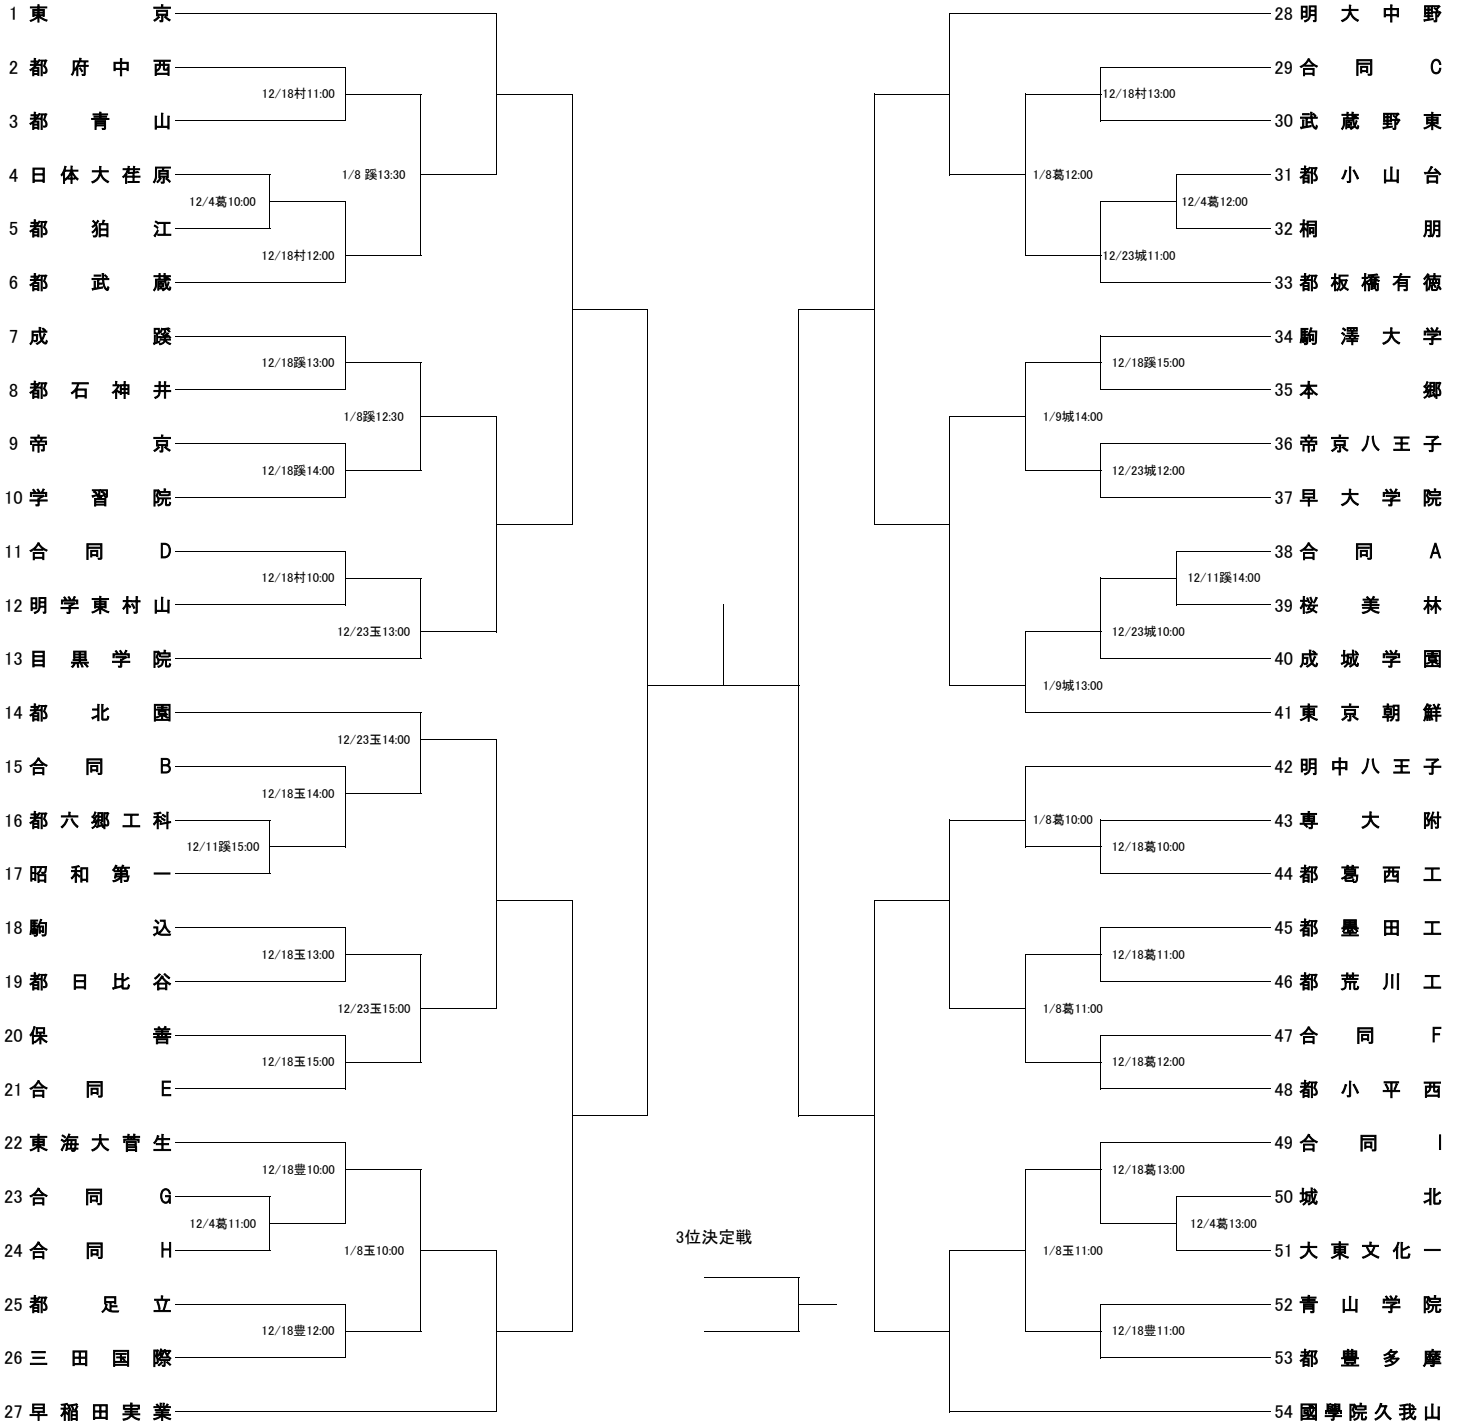 1 東京
28 明大中野
2 都府中西
29 合同C
12/18村11:00
12/18村13:00
3 都青山
30 武蔵野東
4 日体大荏原
1/8 蹊13:30
1/8葛12:00
31 都小山台
12/4葛10:00
12/4葛12:00
5 都狛江
32 桐朋
12/18村12:00
12/23城11:00
6 都武蔵
33 都板橋有徳
7 成蹊
34 駒澤大学
12/18蹊13:00
12/18蹊15:00
8 都石神井
35 本郷
1/8蹊12:30
1/9城14:00
9 帝京
36 帝京八王子
12/18蹊14:00
12/23城12:00
10 学習院
37 早大学院
11 合同D
38 合同A
12/18村10:00
12/11蹊14:00
12 明学東村山
39 桜美林
12/23玉13:00
12/23城10:00
13 目黒学院
40 成城学園
1/9城13:00
14 都北園
41 東京朝鮮
12/23玉14:00
15 合同B
42 明中八王子
12/18玉14:00
16 都六郷工科
1/8葛10:00
43 専大附
12/11蹊15:00
12/18葛10:00
17 昭和第一
44 都葛西工
18 駒込
45 都墨田工
12/18玉13:00
12/18葛11:00
19 都日比谷
46 都荒川工
12/23玉15:00
1/8葛11:00
20 保善
47 合同F
12/18玉15:00
12/18葛12:00
21 合同E
48 都小平西
22 東海大菅生
49 合同I
12/18豊10:00
12/18葛13:00
23 合同G
50 城北
12/4葛11:00
12/4葛13:00
3位決定戦
24 合同H
1/8玉10:00
1/8玉11:00
51 大東文化一
25 都足立
52 青山学院
12/18豊12:00
12/18豊11:00
26 三田国際
53 都豊多摩
27 早稲田実業
54 國學院久我山